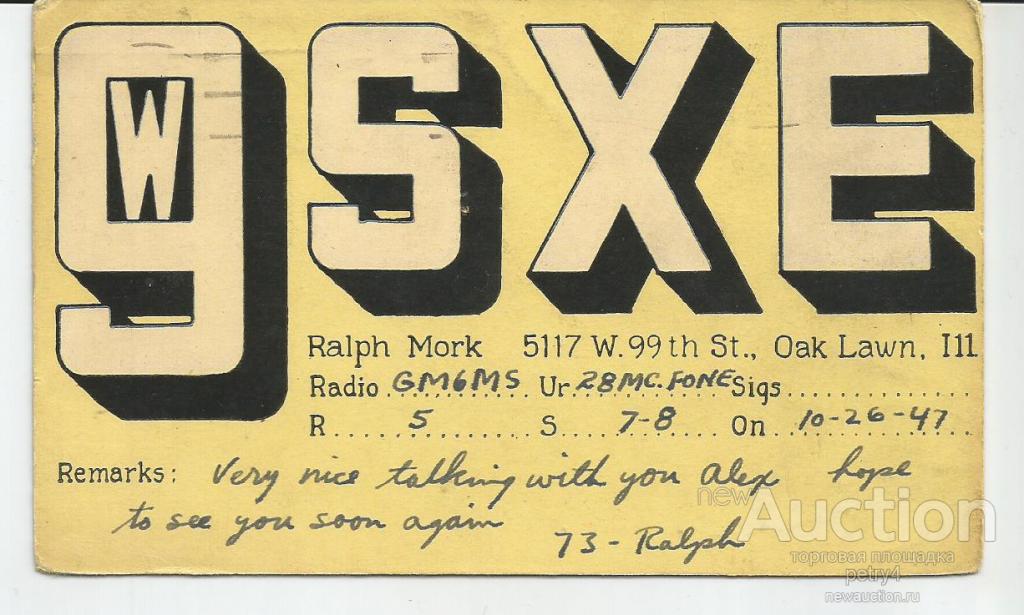 W9SXE
Ralph Mork 5117 W. 99th St., Oak Lawn, Ill
Radio GM6MS Ur 28MC. FONE Sigs
R 5 S 7-8 On 10-26-47
Remarks: Very nice talking with you Alex hope
to see you soon again
73 - Ralph
newAuction
торговая площадка
petry4
newauction.ru